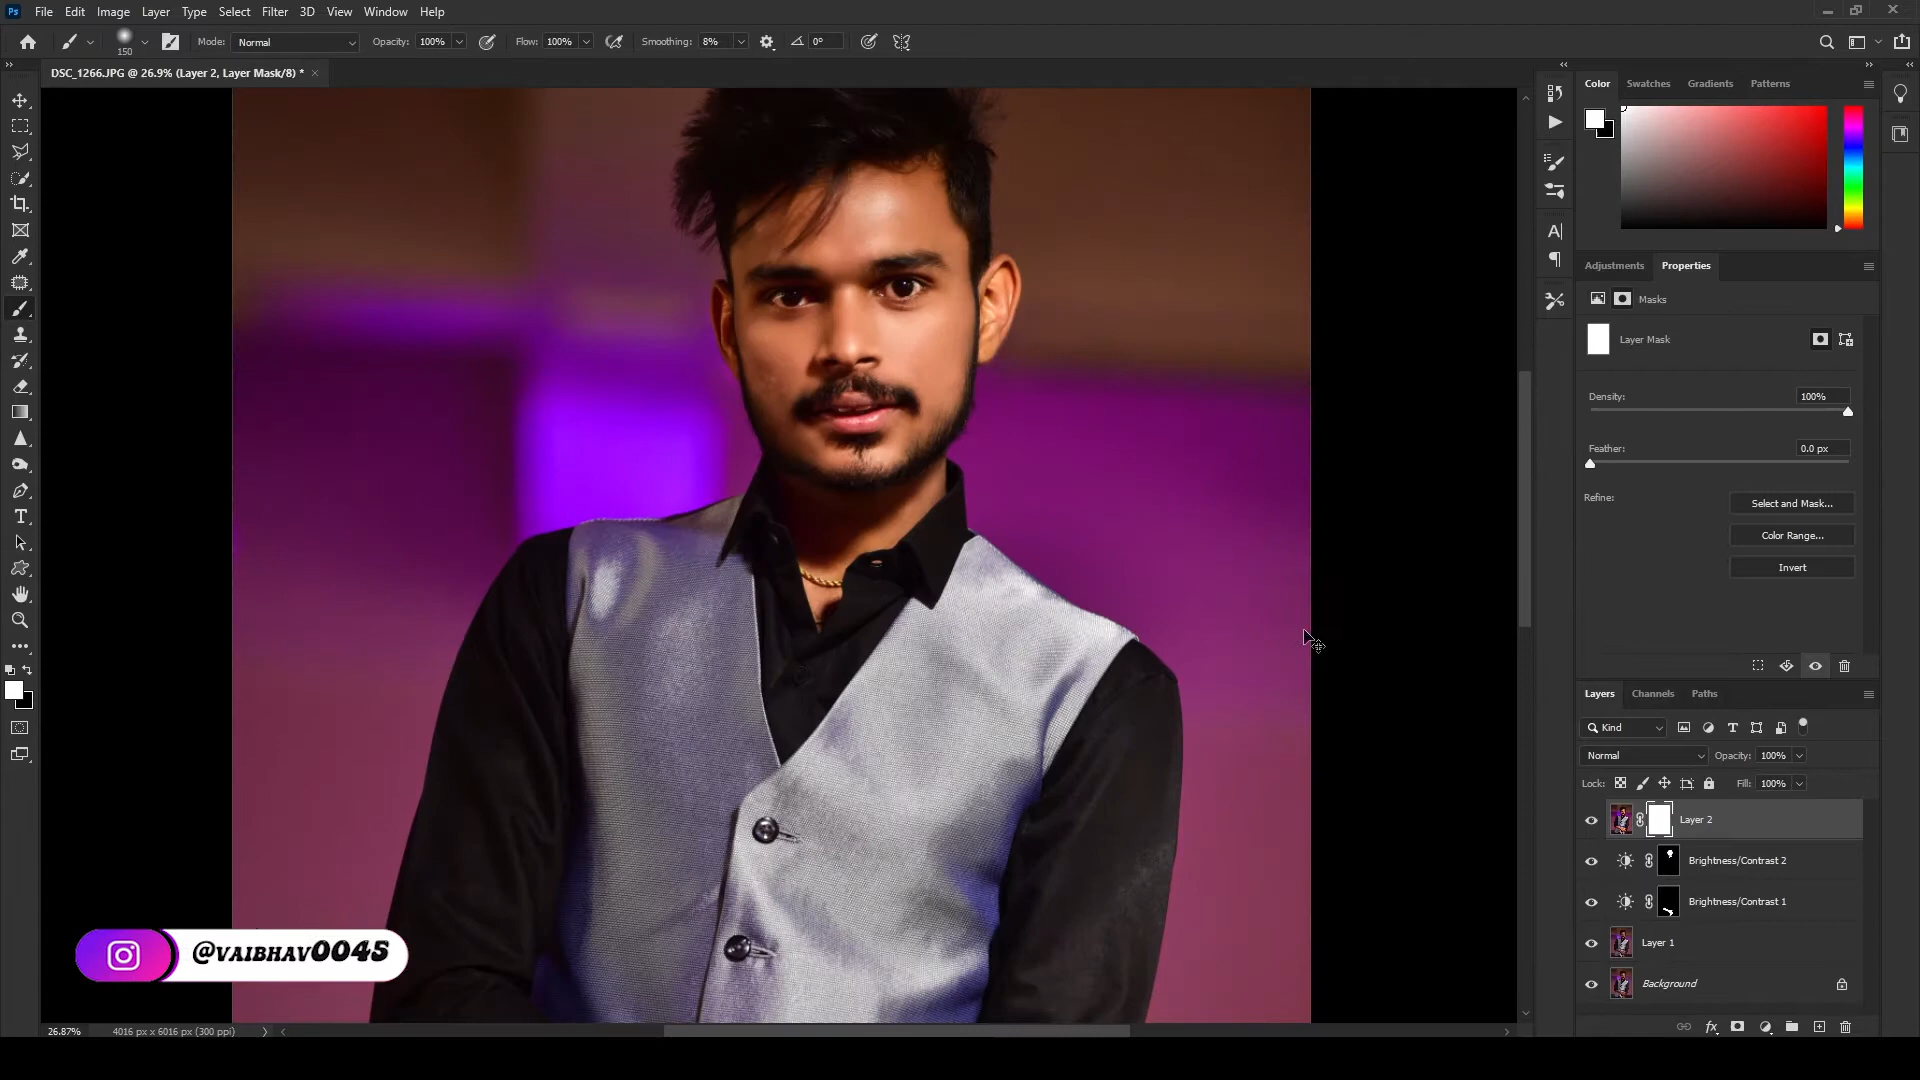 Ps File Edit Image Layer Type Select Filter 3D View Window Help
150 Mode: Normal Opacity: 100% Flow: 100% Smoothing: 8% 0°
DSC_1266.JPG @ 26.9% (Layer 2, Layer Mask/8) * ×
Color Swatches Gradients Patterns
Adjustments Properties
Masks
Layer Mask
Density: 100%
Feather: 0.0 px
Refine: Select and Mask...
Color Range...
Invert
Layers Channels Paths
Kind
Normal Opacity: 100%
Lock: Fill: 100%
Layer 2
Brightness/Contrast 2
Brightness/Contrast 1
Layer 1
Background
@VAIBHAV0045
26.87% 4016 px x 6016 px (300 ppi)